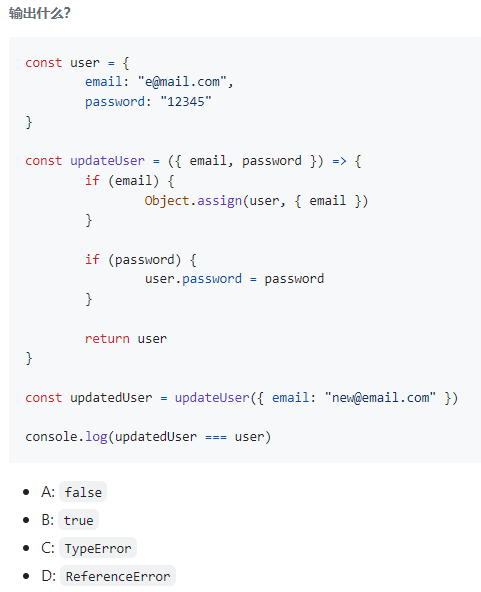 输出什么?
const user = {
email: "e@mail.com",
password: "12345"
}
const updateUser = ({ email, password }) => {
if (email) {
Object.assign(user, { email })
}
if (password) {
user.password = password
}
return user
}
const updatedUser = updateUser({ email: "new@email.com" })
console.log(updatedUser === user)
A: false
B: true
C: TypeError
D: ReferenceError